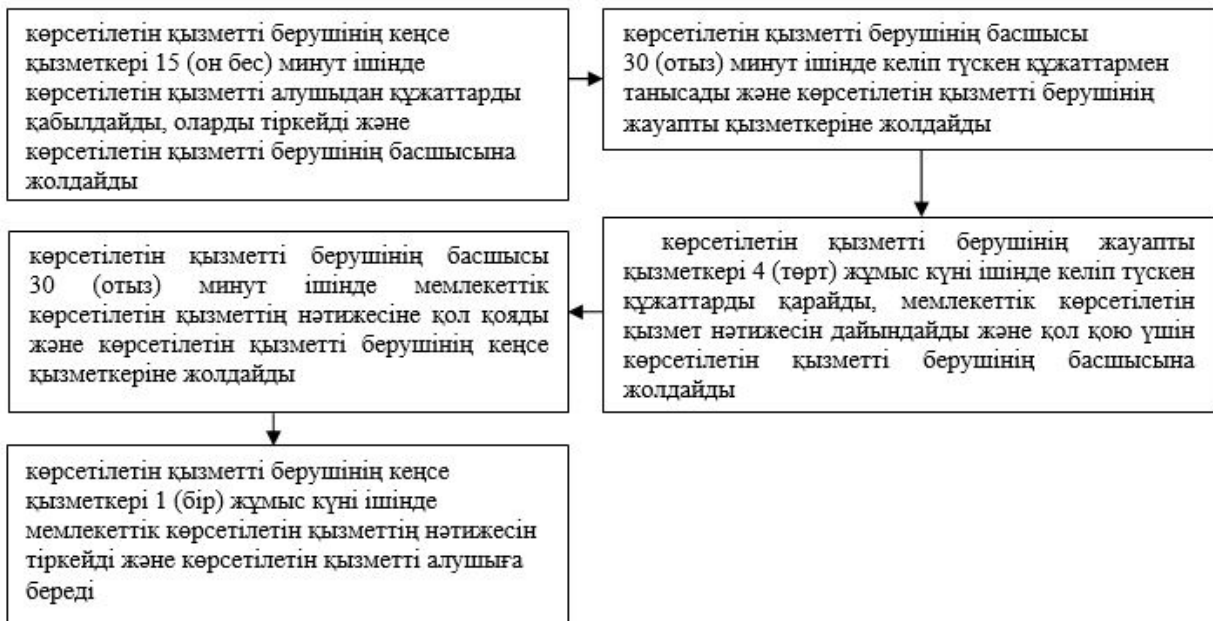 көрсетілетін қызметті берушінің кеңсе
қызметкері 15 (он бес) минут ішінде
көрсетілетін қызметті алушыдан құжаттарды
қабылдайды, оларды тіркейді және
көрсетілетін қызметті берушінің басшысына
жолдайды
көрсетілетін қызметті берушінің басшысы
30 (отыз) минут ішінде келіп түскен құжаттармен
танысады және көрсетілетін қызметті берушінің
жауапты қызметкеріне жолдайды
көрсетілетін қызметті берушінің жауапты
қызметкері 4 (төрт) жұмыс күні ішінде келіп түскен
құжаттарды қарайды, мемлекеттік көрсетілетін
қызмет нәтижесін дайындайды және қол қою үшін
көрсетілетін қызметті берушінің басшысына
жолдайды
көрсетілетін қызметті берушінің басшысы
30 (отыз) минут ішінде мемлекеттік
көрсетілетін қызметтің нәтижесіне қол қояды
және көрсетілетін қызметті берушінің кеңсе
қызметкеріне жолдайды
көрсетілетін қызметті берушінің кеңсе
қызметкері 1 (бір) жұмыс күні ішінде
мемлекеттік көрсетілетін қызметтің нәтижесін
тіркейді және көрсетілетін қызметті алушыға
береді